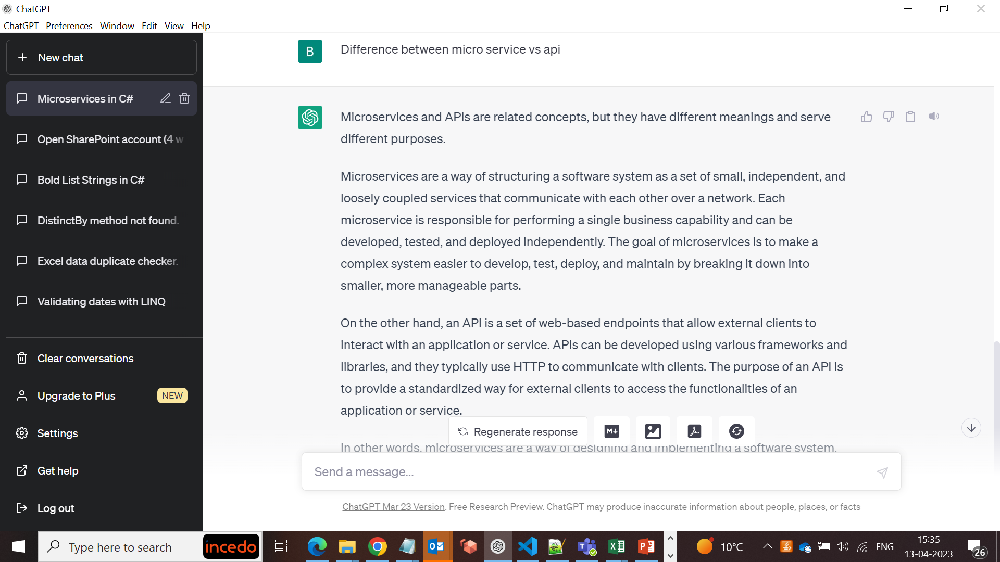 ChatGPT
ChatGPT Preferences Window Edit View Help
New chat
Microservices in C#
Open SharePoint account (4 w
Bold List Strings in C#
DistinctBy method not found.
Excel data duplicate checker.
Validating dates with LINQ
Clear conversations
Upgrade to Plus NEW
Settings
Get help
Log out
B
Difference between micro service vs api
Microservices and APIs are related concepts, but they have different meanings and serve
different purposes.
Microservices are a way of structuring a software system as a set of small, independent, and
loosely coupled services that communicate with each other over a network. Each
microservice is responsible for performing a single business capability and can be
developed, tested, and deployed independently. The goal of microservices is to make a
complex system easier to develop, test, deploy, and maintain by breaking it down into
smaller, more manageable parts.
On the other hand, an API is a set of web-based endpoints that allow external clients to
interact with an application or service. APIs can be developed using various frameworks and
libraries, and they typically use HTTP to communicate with clients. The purpose of an API is
to provide a standardized way for external clients to access the functionalities of an
application or service.
Regenerate response
In other words, microservices are a way of designing and implementing a software system,
Send a message...
ChatGPT Mar 23 Version. Free Research Preview. ChatGPT may produce inaccurate information about people, places, or facts
Type here to search
incedo
10°C
ENG
15:35
13-04-2023
26